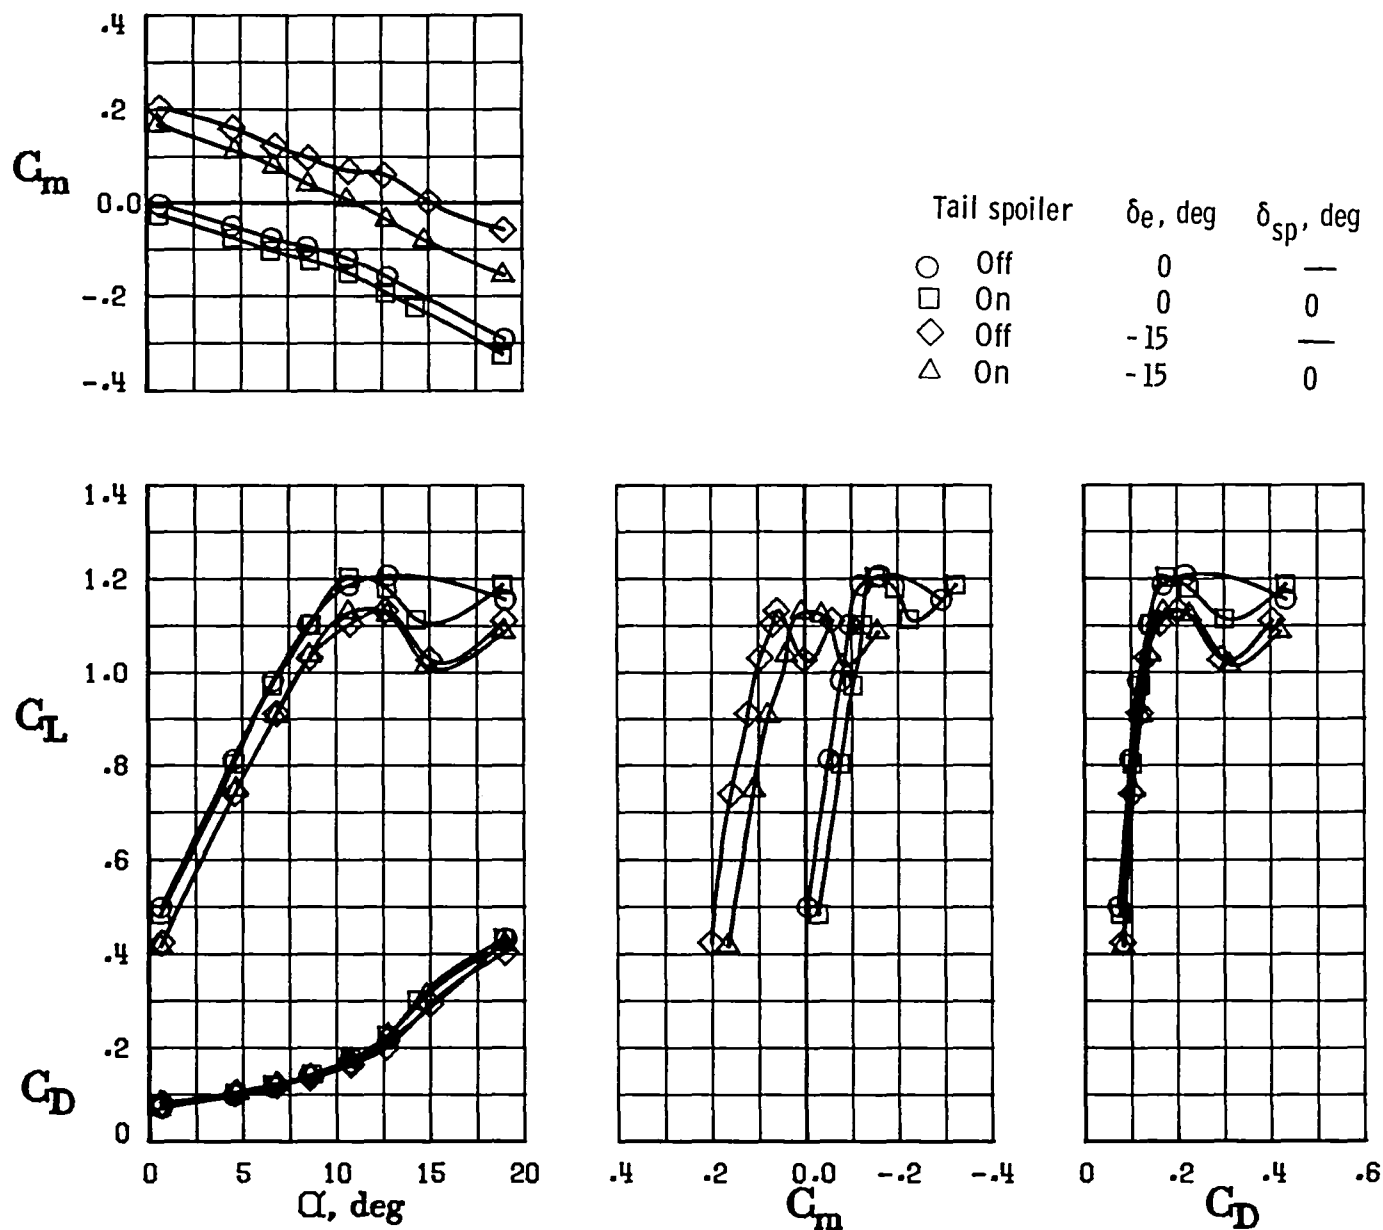 .4
.2
0.0
-.2
-.4
Cm
Tail spoiler δe, deg δsp, deg
Off 0 —
On 0 0
Off -15 —
On -15 0
1.4
1.2
1.0
.8
.6
.4
.2
0
CL
CD
0 5 10 15 20
α, deg
.4 .2 0.0 -.2 -.4
Cm
0 .2 .4 .6
CD